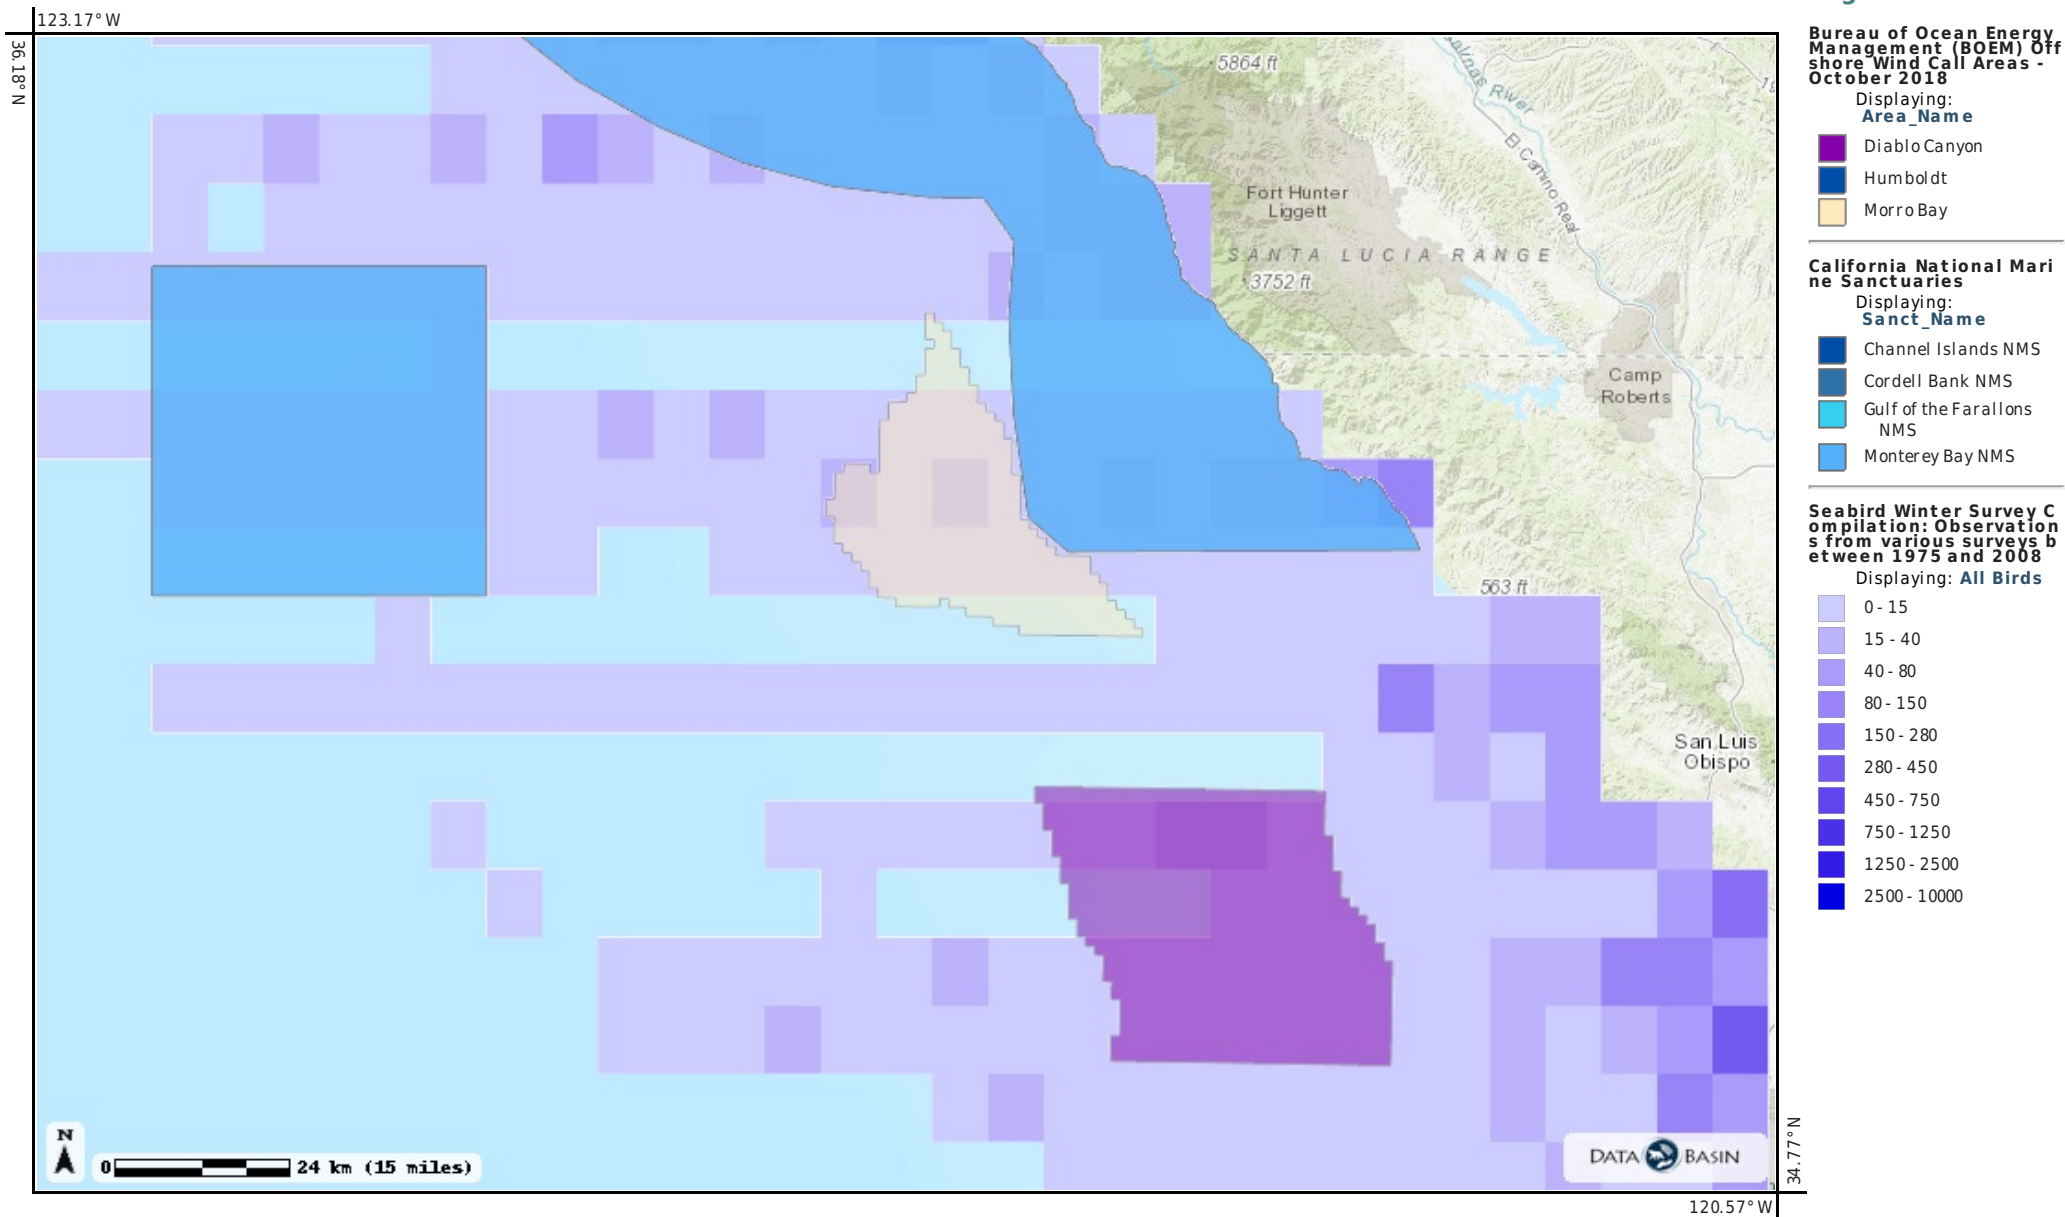 123.17° W
36.18° N
5864 ft
Salinas River
El Camino Real
Fort Hunter
Liggett
SANTA LUCIA RANGE
3752 ft
Camp
Roberts
563 ft
San Luis
Obispo
N
0 24 km (15 miles)
DATA BASIN
34.77° N
120.57° W
Bureau of Ocean Energy
Management (BOEM) Off
shore Wind Call Areas -
October 2018
Displaying:
Area_Name
Diablo Canyon
Humboldt
Morro Bay
California National Mari
ne Sanctuaries
Displaying:
Sanct_Name
Channel Islands NMS
Cordell Bank NMS
Gulf of the Farallons
NMS
Monterey Bay NMS
Seabird Winter Survey C
ompilation: Observation
s from various surveys b
etween 1975 and 2008
Displaying: All Birds
0 - 15
15 - 40
40 - 80
80 - 150
150 - 280
280 - 450
450 - 750
750 - 1250
1250 - 2500
2500 - 10000